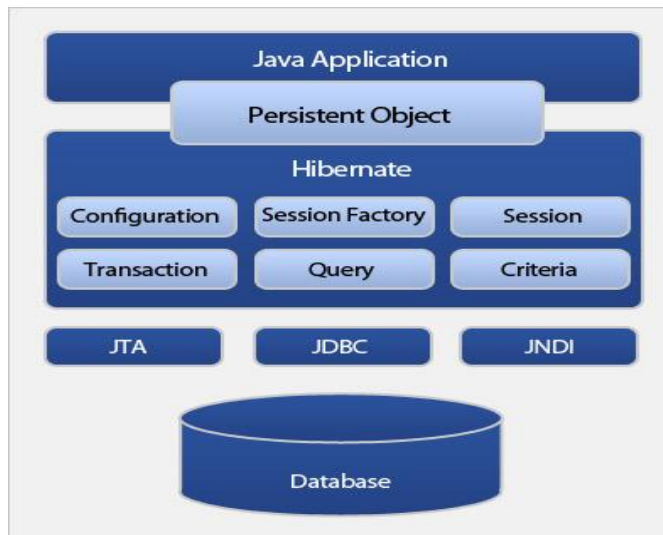 Java Application
Persistent Object
Hibernate
Configuration Session Factory Session
Transaction Query Criteria
JTA JDBC JNDI
Database